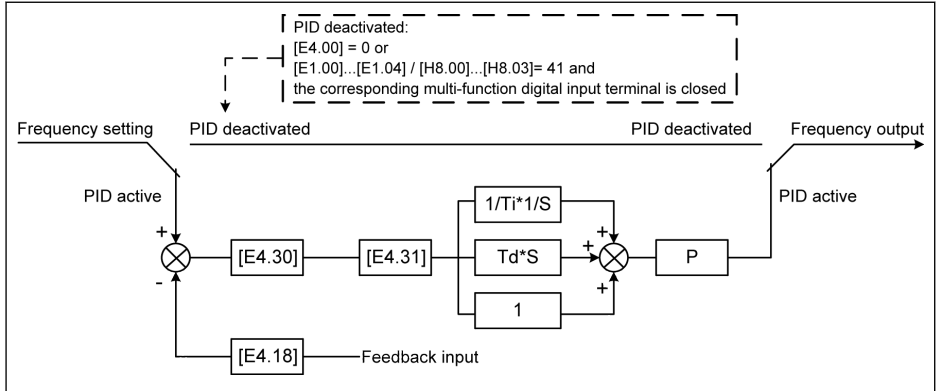 PID deactivated:
[E4.00] = 0 or
[E1.00]...[E1.04] / [H8.00]...[H8.03]= 41 and
the corresponding multi-function digital input terminal is closed
Frequency setting
PID deactivated
PID deactivated
Frequency output
PID active
PID active
1/Ti*1/S
+
+
[E4.30]
[E4.31]
Td*S
+
P
-
+
1
[E4.18]
Feedback input